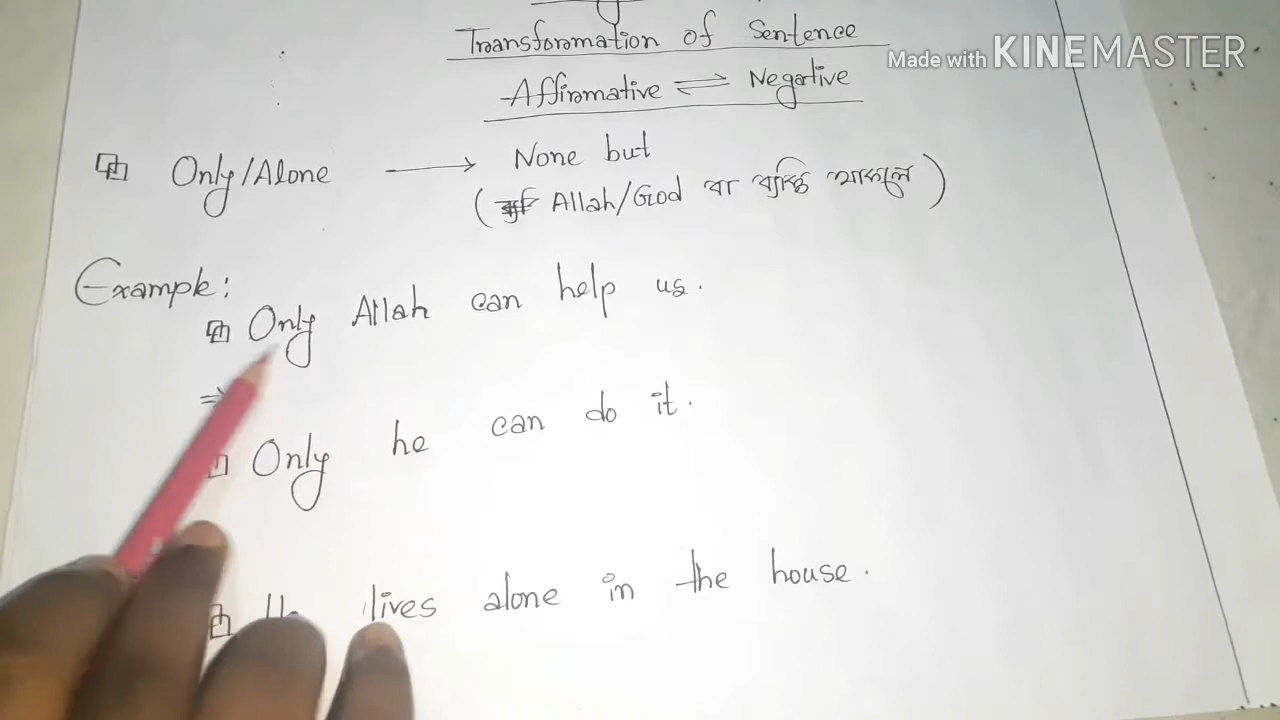 Transformation of Sentence
Made with KINEMASTER
Affirmative ⇌ Negative
Only/Alone → None but
( Allah/God বা ব্যক্তি থাকলে )
Example:
Only Allah can help us.
⇒
Only he can do it.
lives alone in the house.